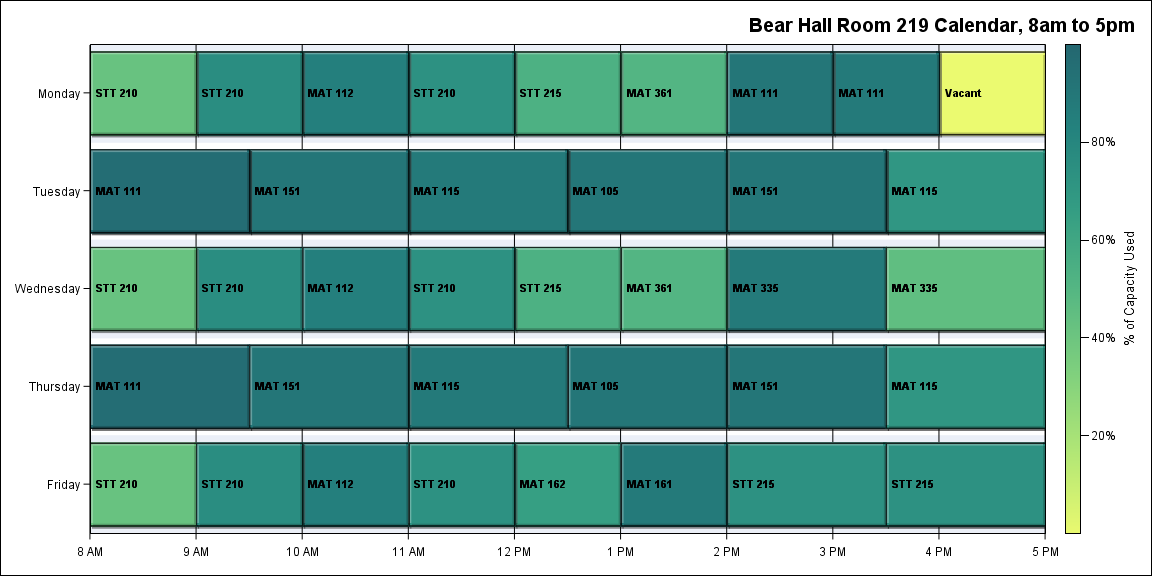 Bear Hall Room 219 Calendar, 8am to 5pm
Monday STT 210 STT 210 MAT 112 STT 210 STT 215 MAT 361 MAT 111 MAT 111 Vacant
80%
Tuesday MAT 111 MAT 151 MAT 115 MAT 105 MAT 151 MAT 115
60%
% of Capacity Used
Wednesday STT 210 STT 210 MAT 112 STT 210 STT 215 MAT 361 MAT 335 MAT 335
40%
Thursday MAT 111 MAT 151 MAT 115 MAT 105 MAT 151 MAT 115
20%
Friday STT 210 STT 210 MAT 112 STT 210 MAT 162 MAT 161 STT 215 STT 215
8 AM 9 AM 10 AM 11 AM 12 PM 1 PM 2 PM 3 PM 4 PM 5 PM